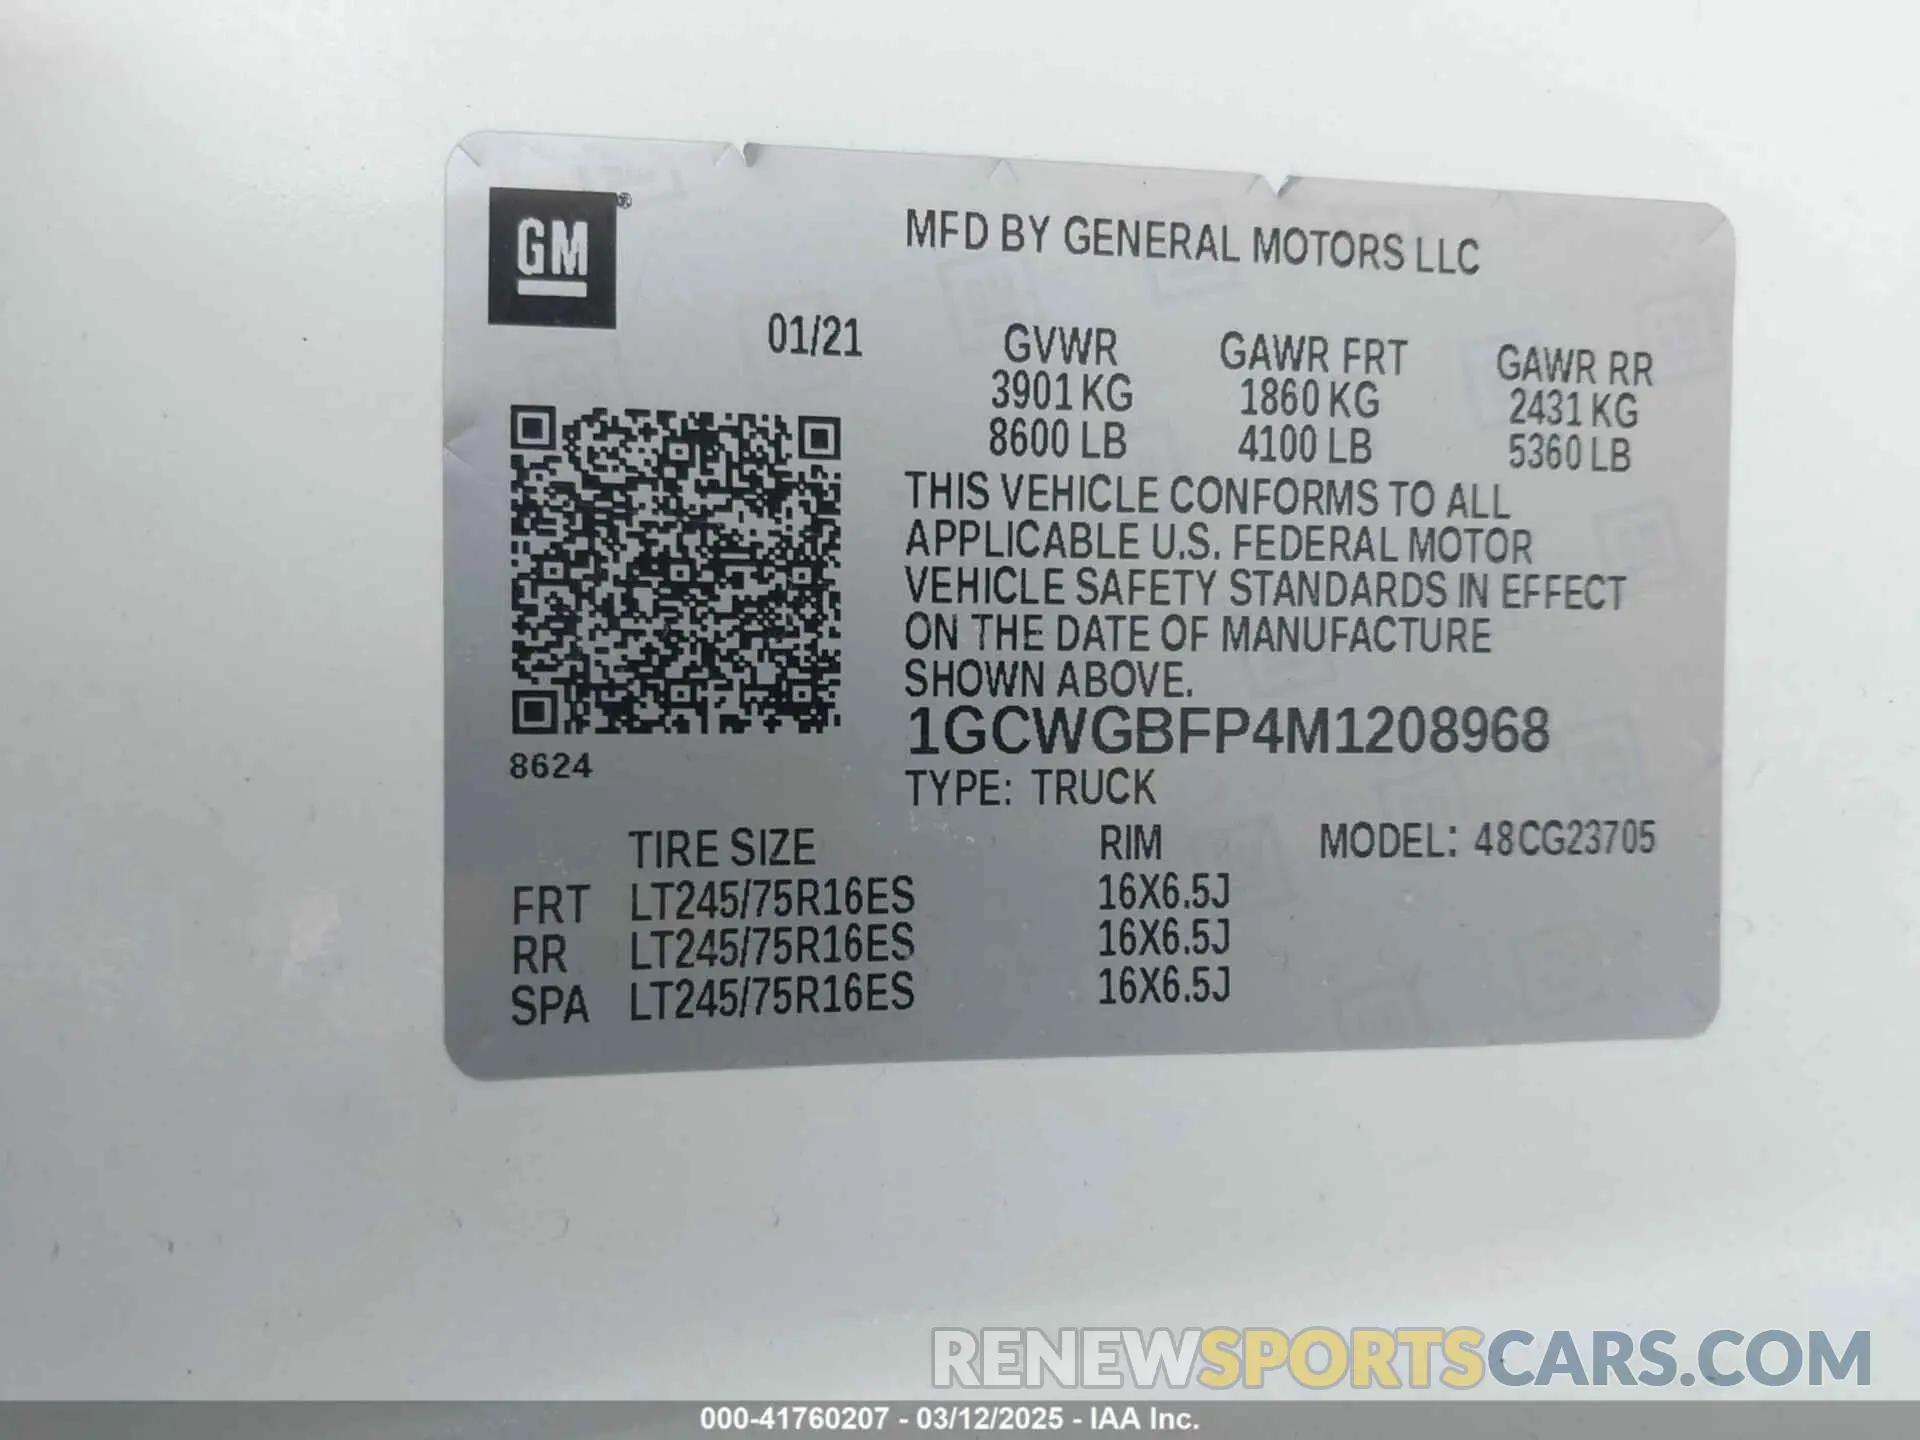 GM®
MFD BY GENERAL MOTORS LLC
01/21
GVWR GAWR FRT GAWR RR
3901 KG 1860 KG 2431 KG
8600 LB 4100 LB 5360 LB
THIS VEHICLE CONFORMS TO ALL
APPLICABLE U.S. FEDERAL MOTOR
VEHICLE SAFETY STANDARDS IN EFFECT
ON THE DATE OF MANUFACTURE
SHOWN ABOVE.
1GCWGBFP4M1208968
8624
TYPE: TRUCK
TIRE SIZE RIM MODEL: 48CG23705
FRT LT245/75R16ES 16X6.5J
RR LT245/75R16ES 16X6.5J
SPA LT245/75R16ES 16X6.5J
RENEWSPORTSCARS.COM
000-41760207 - 03/12/2025 - IAA Inc.